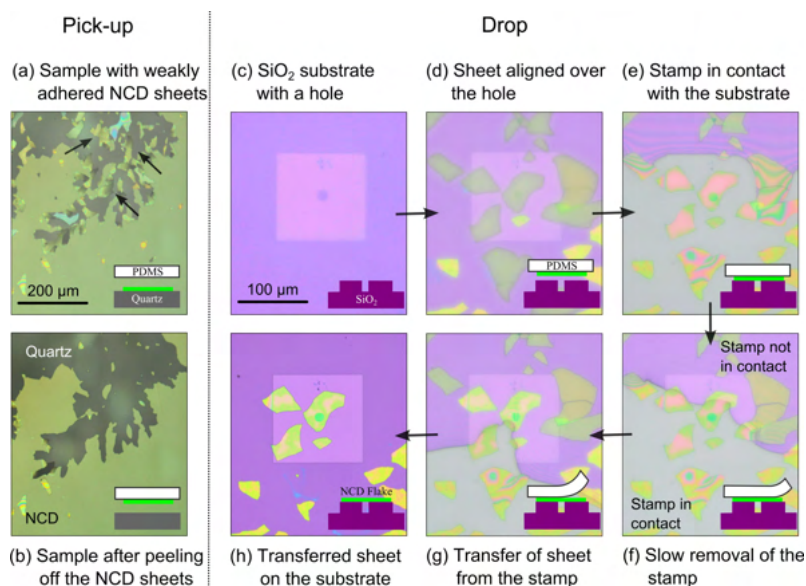 Pick-up
Drop
(a) Sample with weakly
adhered NCD sheets
(c) SiO₂ substrate
with a hole
(d) Sheet aligned over
the hole
(e) Stamp in contact
with the substrate
PDMS
Quartz
200 µm
100 µm
SiO₂
PDMS
Quartz
NCD
NCD Flake
Stamp not
in contact
Stamp in
contact
(b) Sample after peeling
off the NCD sheets
(h) Transferred sheet
on the substrate
(g) Transfer of sheet
from the stamp
(f) Slow removal of the
stamp